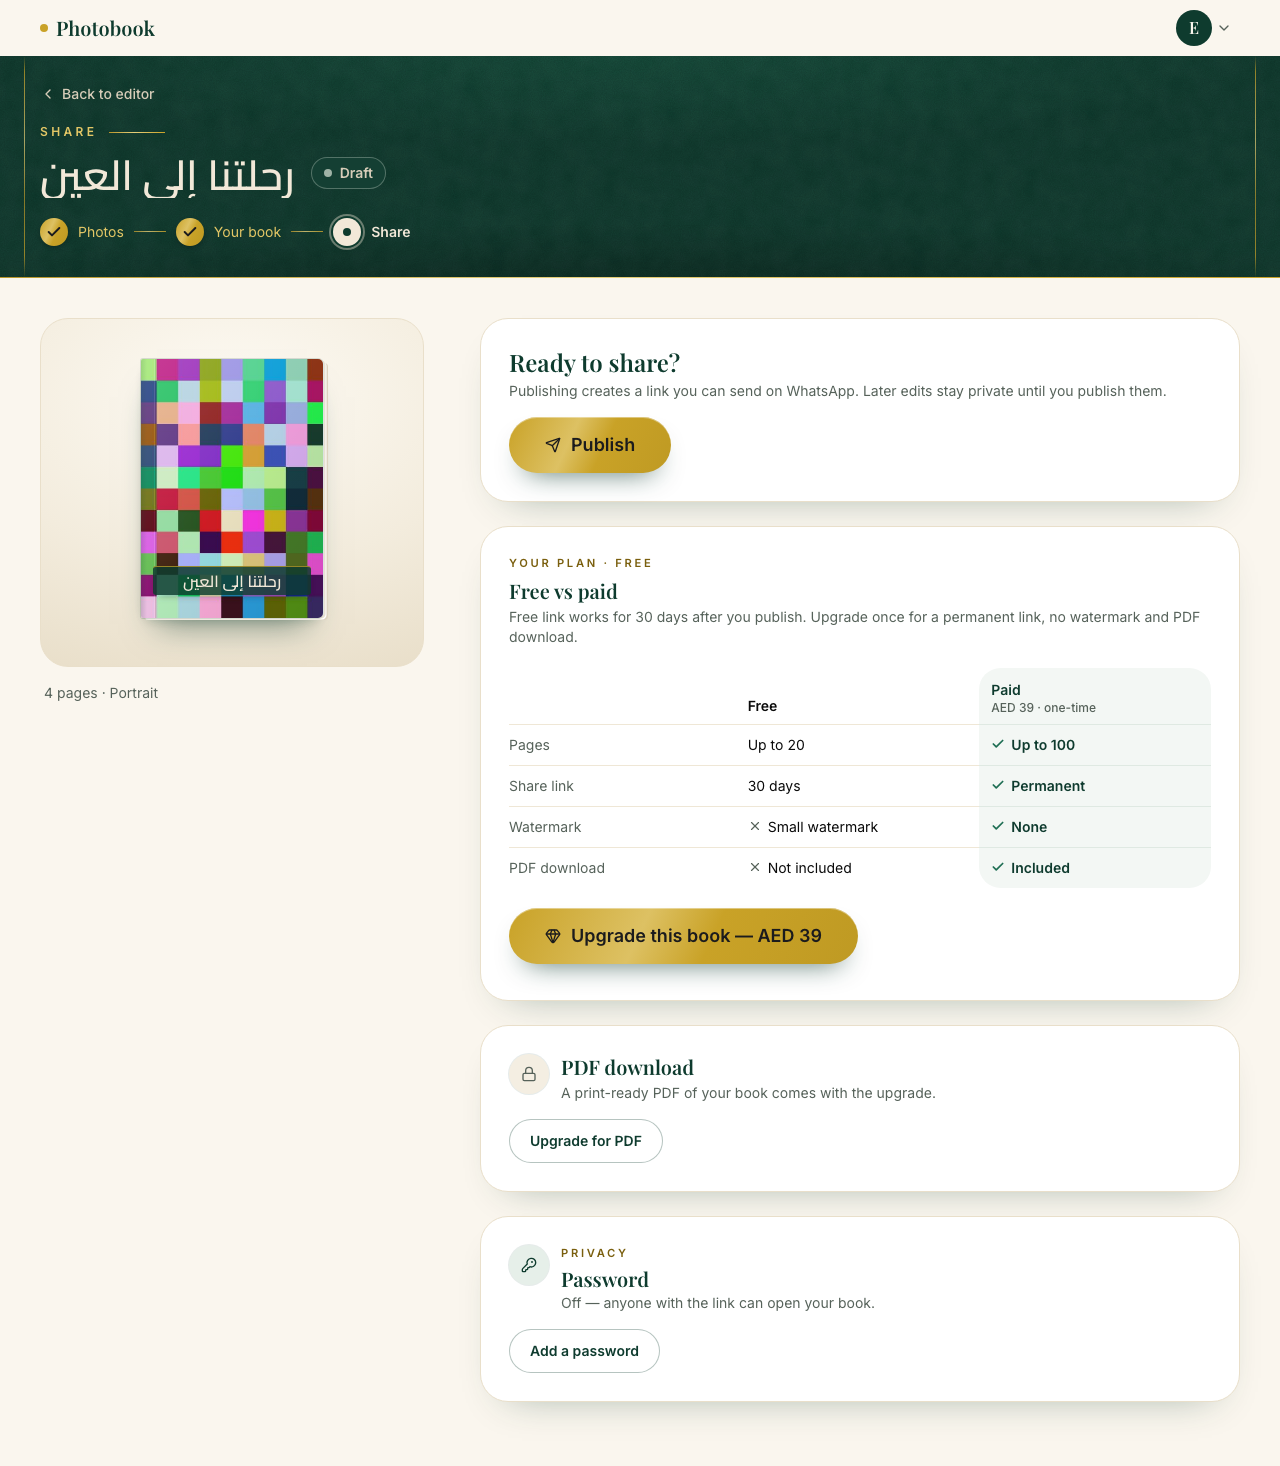 Photobook
E
Back to editor
SHARE
رحلتنا إلى العين
Draft
Photos
Your book
Share
رحلتنا إلى العين
4 pages · Portrait
Ready to share?
Publishing creates a link you can send on WhatsApp. Later edits stay private until you publish them.
Publish
YOUR PLAN · FREE
Free vs paid
Free link works for 30 days after you publish. Upgrade once for a permanent link, no watermark and PDF
download.
Free
Paid
AED 39 · one-time
Pages
Up to 20
Up to 100
Share link
30 days
Permanent
Watermark
Small watermark
None
PDF download
Not included
Included
Upgrade this book — AED 39
PDF download
A print-ready PDF of your book comes with the upgrade.
Upgrade for PDF
PRIVACY
Password
Off — anyone with the link can open your book.
Add a password